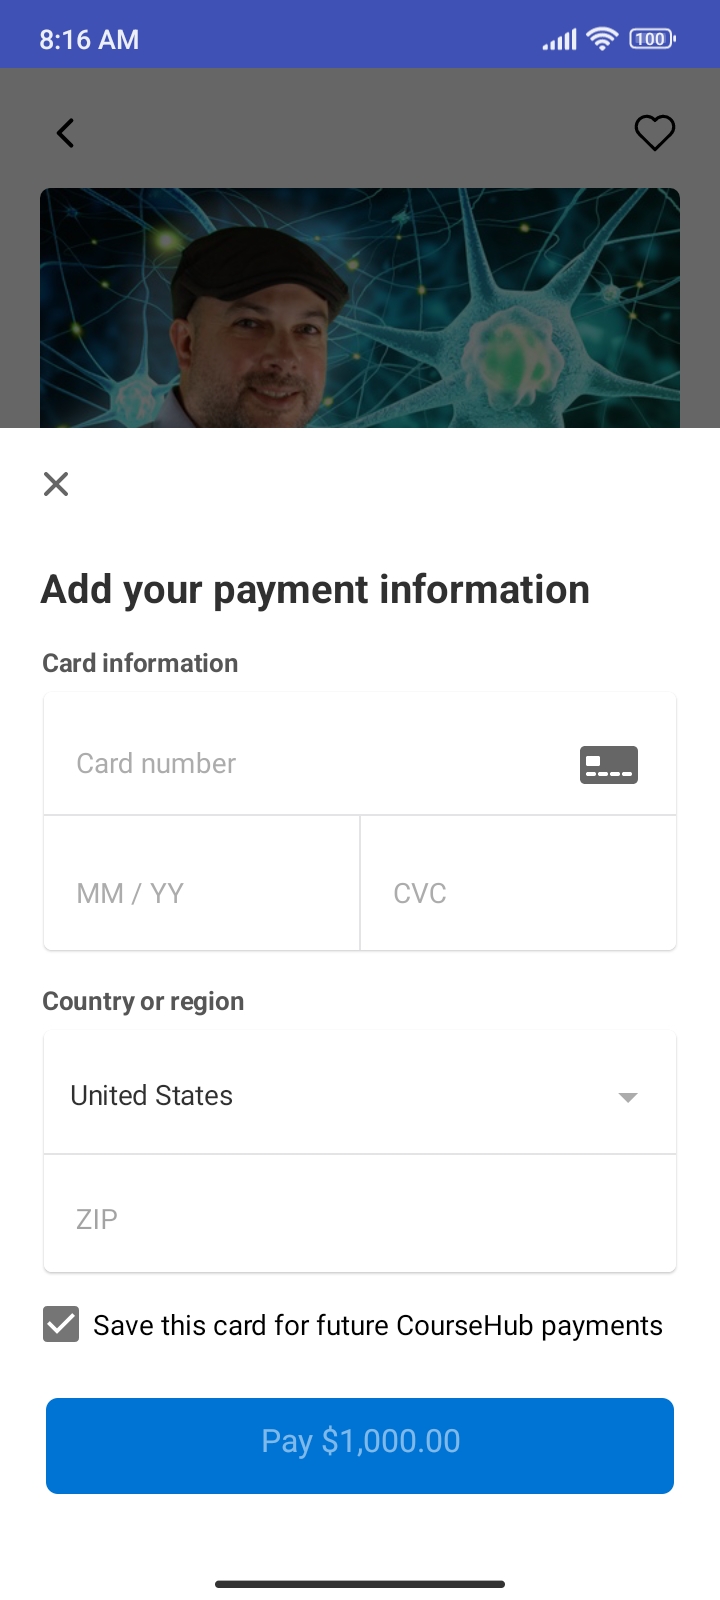 8:16 AM
100
Add your payment information
Card information
Card number
MM / YY
CVC
Country or region
United States
ZIP
Save this card for future CourseHub payments
Pay $1,000.00